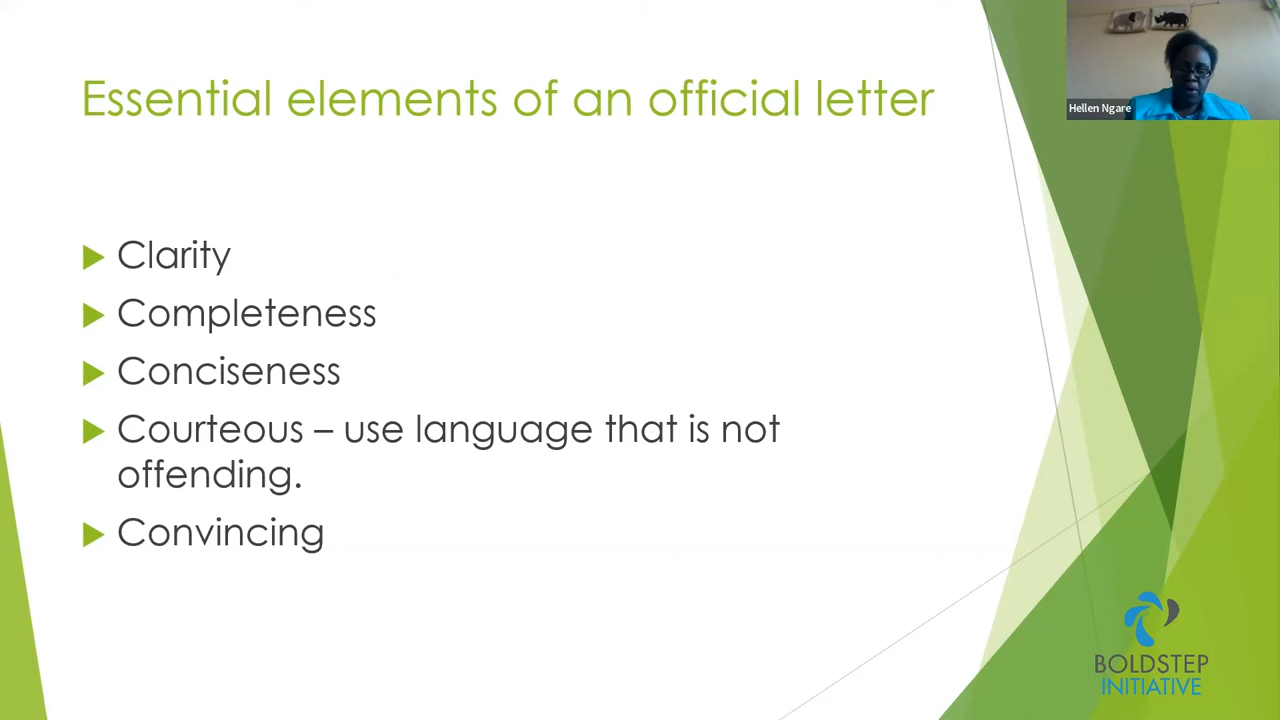 Essential elements of an official letter
Hellen Ngare
Clarity
Completeness
Conciseness
Courteous – use language that is not
offending.
Convincing
BOLDSTEP
INITIATIVE